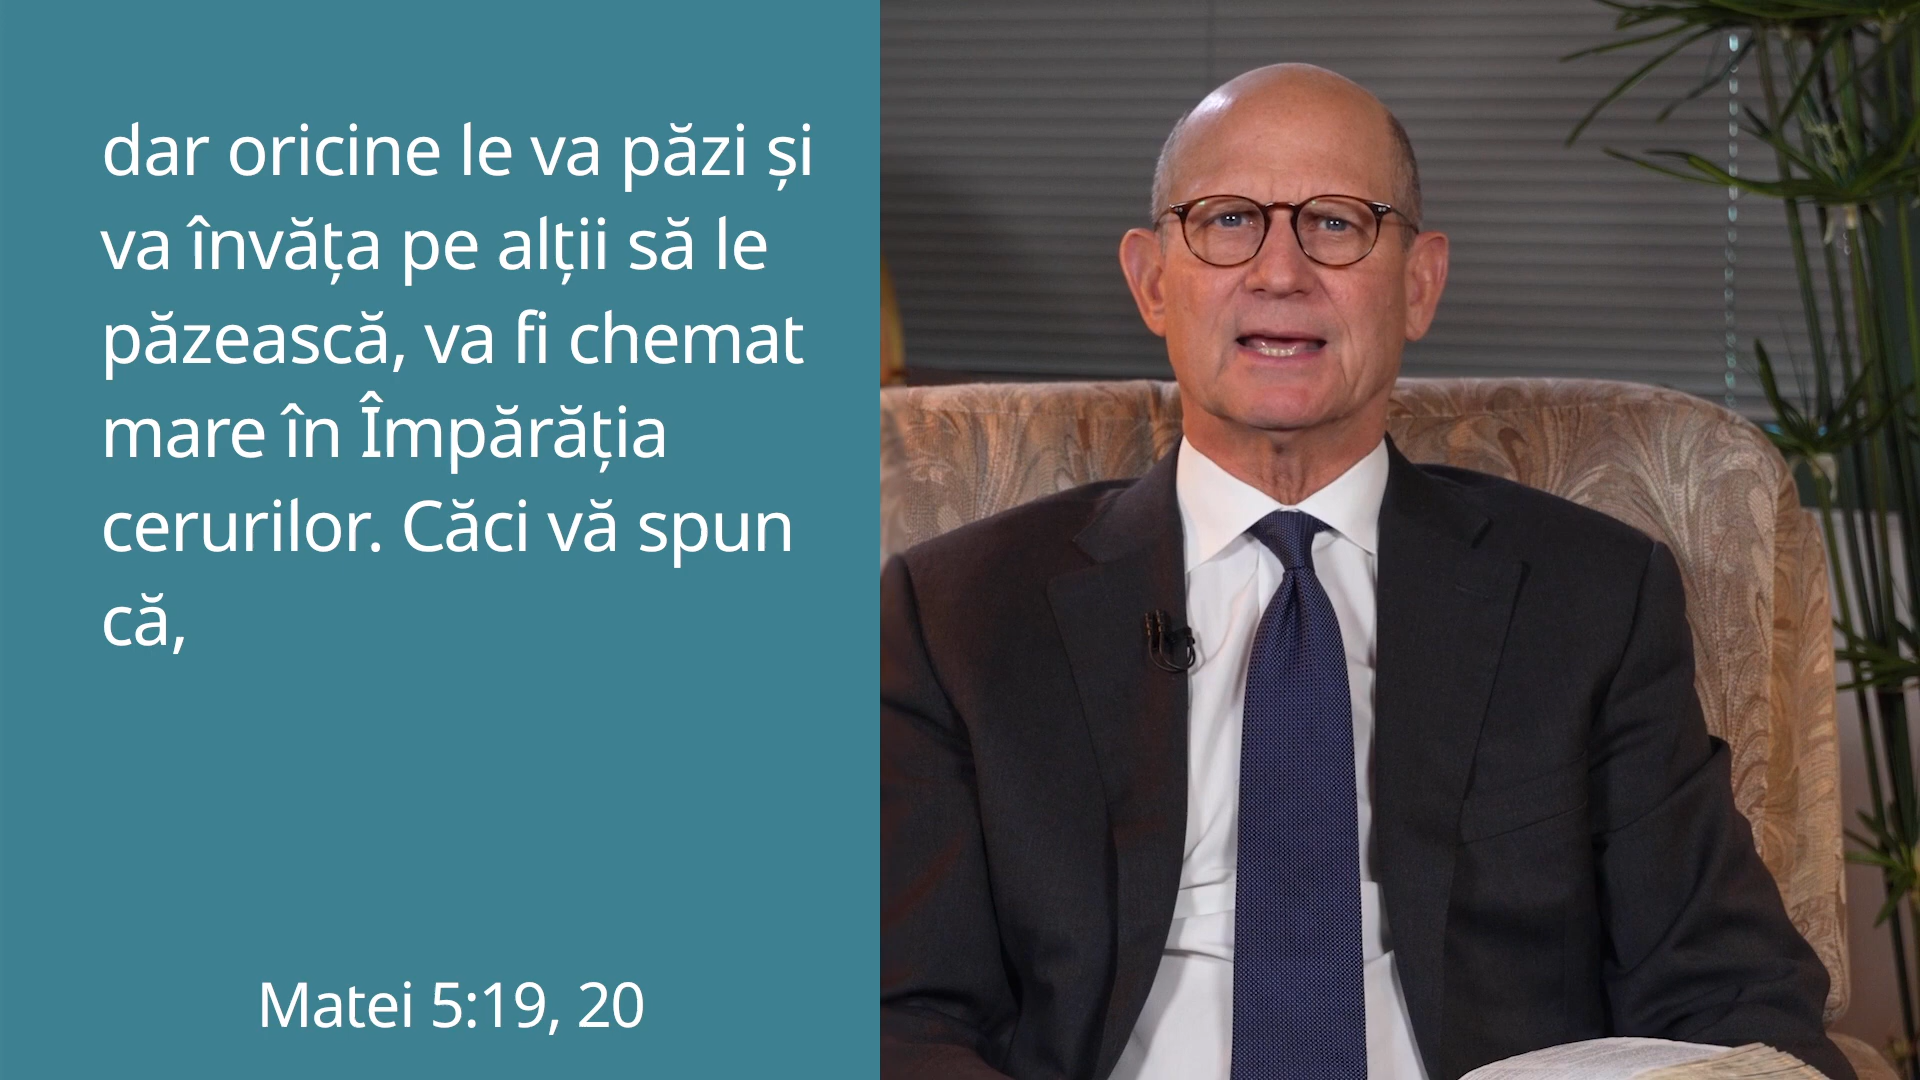 dar oricine le va păzi și
va învăța pe alții să le
păzească, va fi chemat
mare în Împărăția
cerurilor. Căci vă spun
că,
Matei 5:19, 20